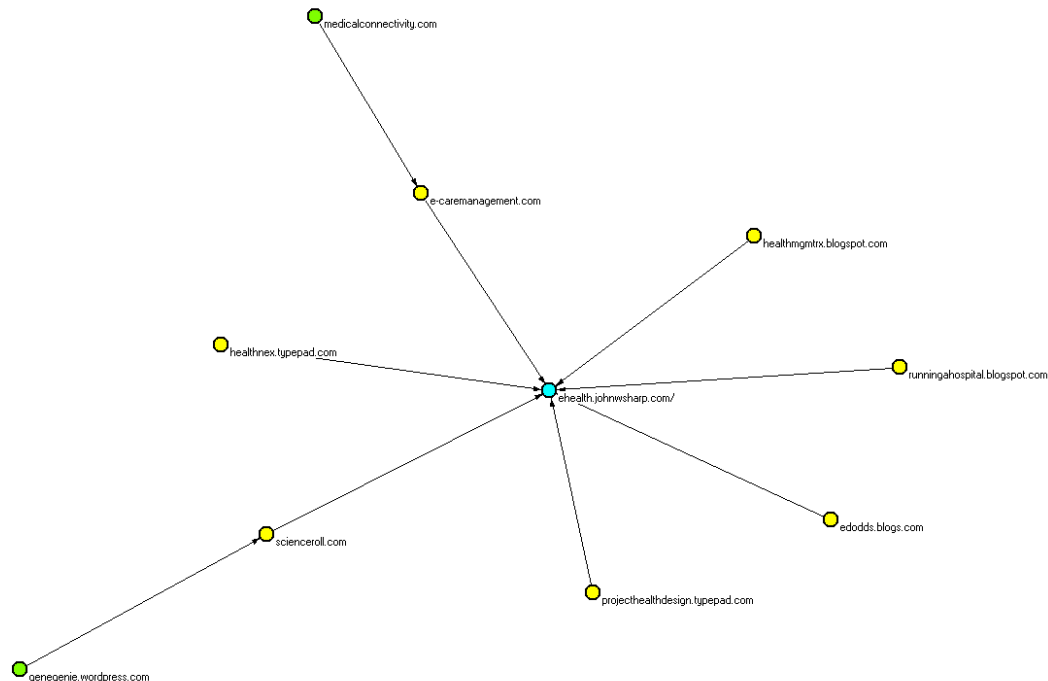 medicalconnectivity.com
e-caremanagement.com
healthmgmtrx.blogspot.com
healthnex.typepad.com
runningahospital.blogspot.com
ehealth.johnwsharp.com/
edodds.blogs.com
scienceroll.com
projecthealthdesign.typepad.com
genegenie.wordpress.com